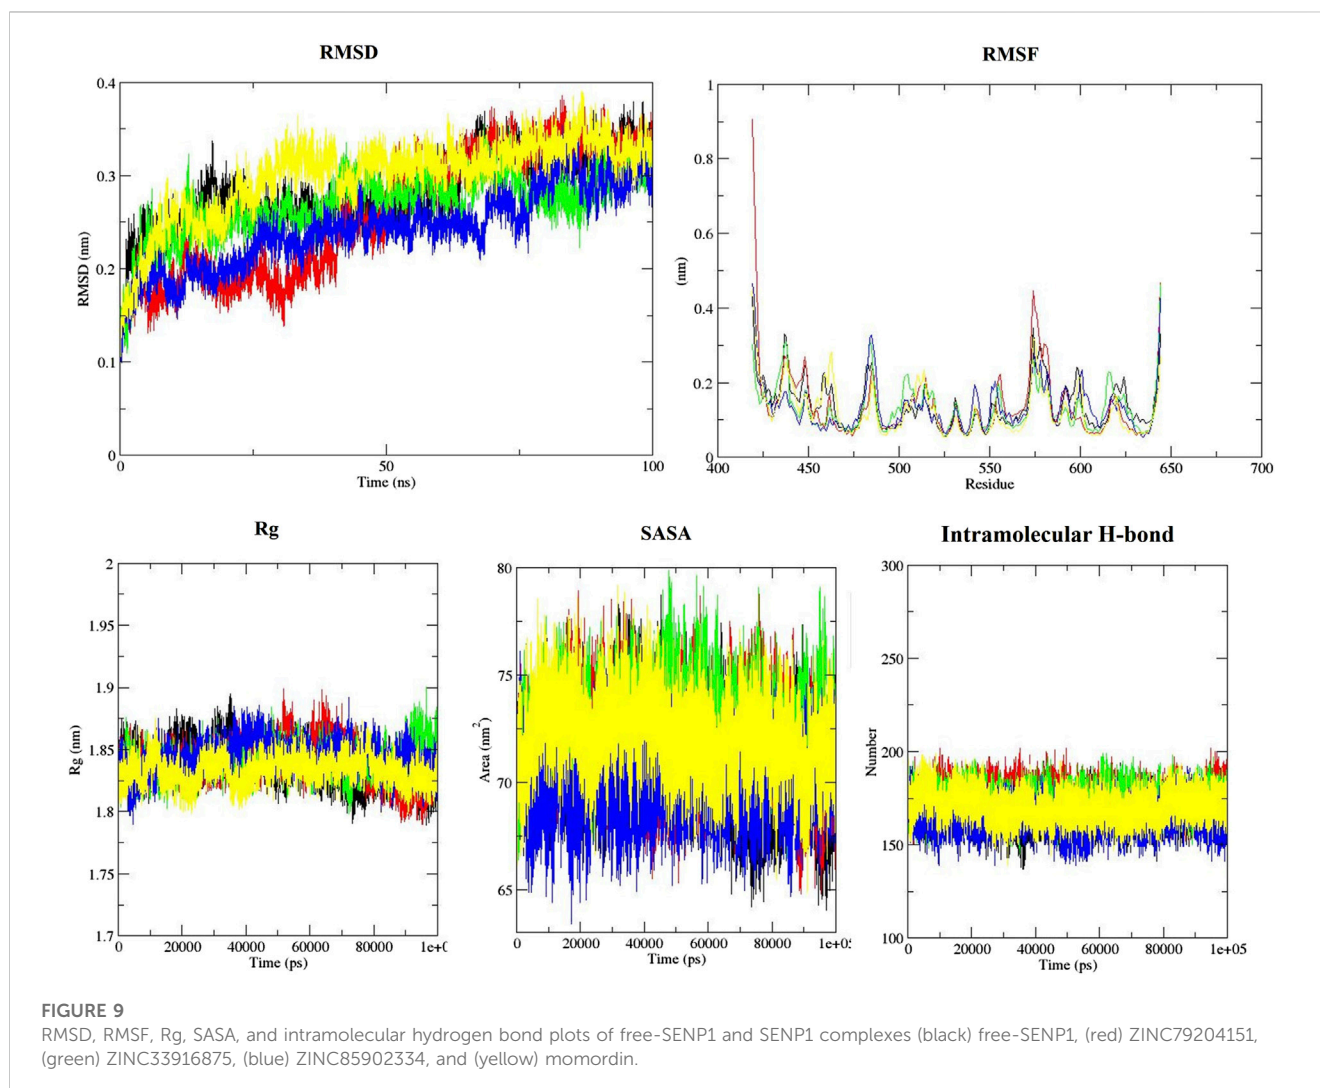 RMSD
0.4
0.3
0.2
0.1
0
RMSD (nm)
0
50
100
Time (ns)
RMSF
1
0.8
0.6
0.4
0.2
0
(nm)
400
450
500
550
600
650
700
Residue
Rg
2
1.95
1.9
1.85
1.8
1.75
1.7
Rg (nm)
0
20000
40000
60000
80000
1e+0
Time (ps)
SASA
80
75
70
65
Area (nm²)
0
20000
40000
60000
80000
1e+05
Time (ps)
Intramolecular H-bond
300
250
200
150
100
Number
0
20000
40000
60000
80000
1e+05
Time (ps)
FIGURE 9
RMSD, RMSF, Rg, SASA, and intramolecular hydrogen bond plots of free-SENP1 and SENP1 complexes (black) free-SENP1, (red) ZINC79204151,
(green) ZINC33916875, (blue) ZINC85902334, and (yellow) momordin.